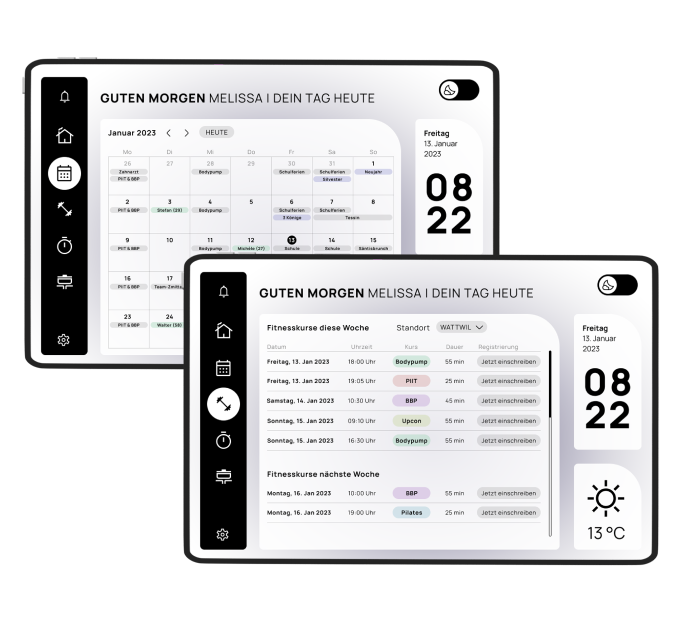 GUTEN MORGEN MELISSA I DEIN TAG HEUTE
Januar 2023 < > HEUTE
Mo Di Mi Do Fr Sa So
26 27 28 29 30 31 1
Zahnarzt Bodypump Schulferien Schulferien Neujahr
PIIT & BBP Silvester
2 3 4 5 6 7 8
PIIT & BBP Stefan (29) Bodypump Schulferien Schulferien
3 Könige Tessin
9 10 11 12 13 14 15
PIIT & BBP Bodypump Michèle (27) Schule Schule Säntisbrunch
16 17
PIIT & BBP
23 24
PIIT & BBP Walter (58)
Freitag
13. Januar
2023
08
22
GUTEN MORGEN MELISSA I DEIN TAG HEUTE
Fitnesskurse diese Woche Standort WATTWIL
Datum Uhrzeit Kurs Dauer Registrierung
Freitag, 13. Jan 2023 18:00 Uhr Bodypump 55 min Jetzt einschreiben
Freitag, 13. Jan 2023 19:05 Uhr PIIT 25 min Jetzt einschreiben
Samstag, 14. Jan 2023 10:30 Uhr BBP 45 min Jetzt einschreiben
Sonntag, 15. Jan 2023 09:10 Uhr Upcon 55 min Jetzt einschreiben
Sonntag, 15. Jan 2023 16:30 Uhr Bodypump 55 min Jetzt einschreiben
Fitnesskurse nächste Woche
Montag, 16. Jan 2023 10:00 Uhr BBP 55 min Jetzt einschreiben
Montag, 16. Jan 2023 19:00 Uhr Pilates 25 min Jetzt einschreiben
Freitag
13. Januar
2023
08
22
13 °C